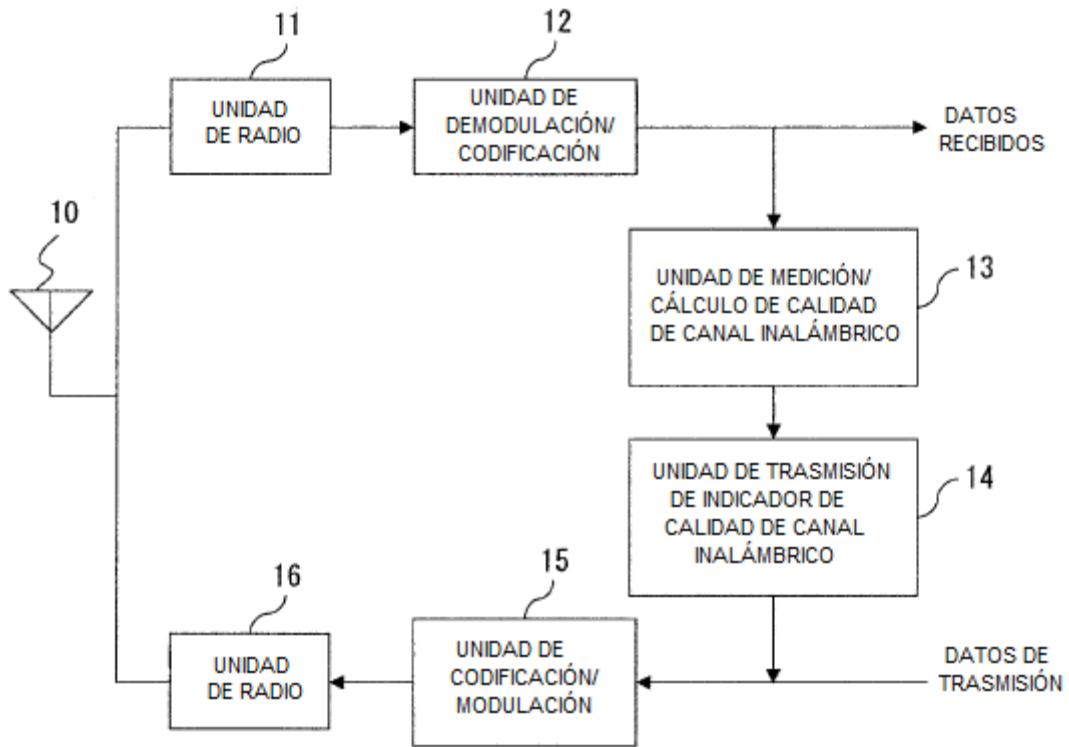 11
12
UNIDAD
DE RADIO
UNIDAD DE
DEMODULACIÓN/
CODIFICACIÓN
DATOS
RECIBIDOS
10
UNIDAD DE MEDICIÓN/
CÁLCULO DE CALIDAD
DE CANAL INALÁMBRICO
13
UNIDAD DE TRASMISIÓN
DE INDICADOR DE
CALIDAD DE CANAL
INALÁMBRICO
14
16
15
UNIDAD
DE RADIO
UNIDAD DE
CODIFICACIÓN/
MODULACIÓN
DATOS DE
TRASMISIÓN